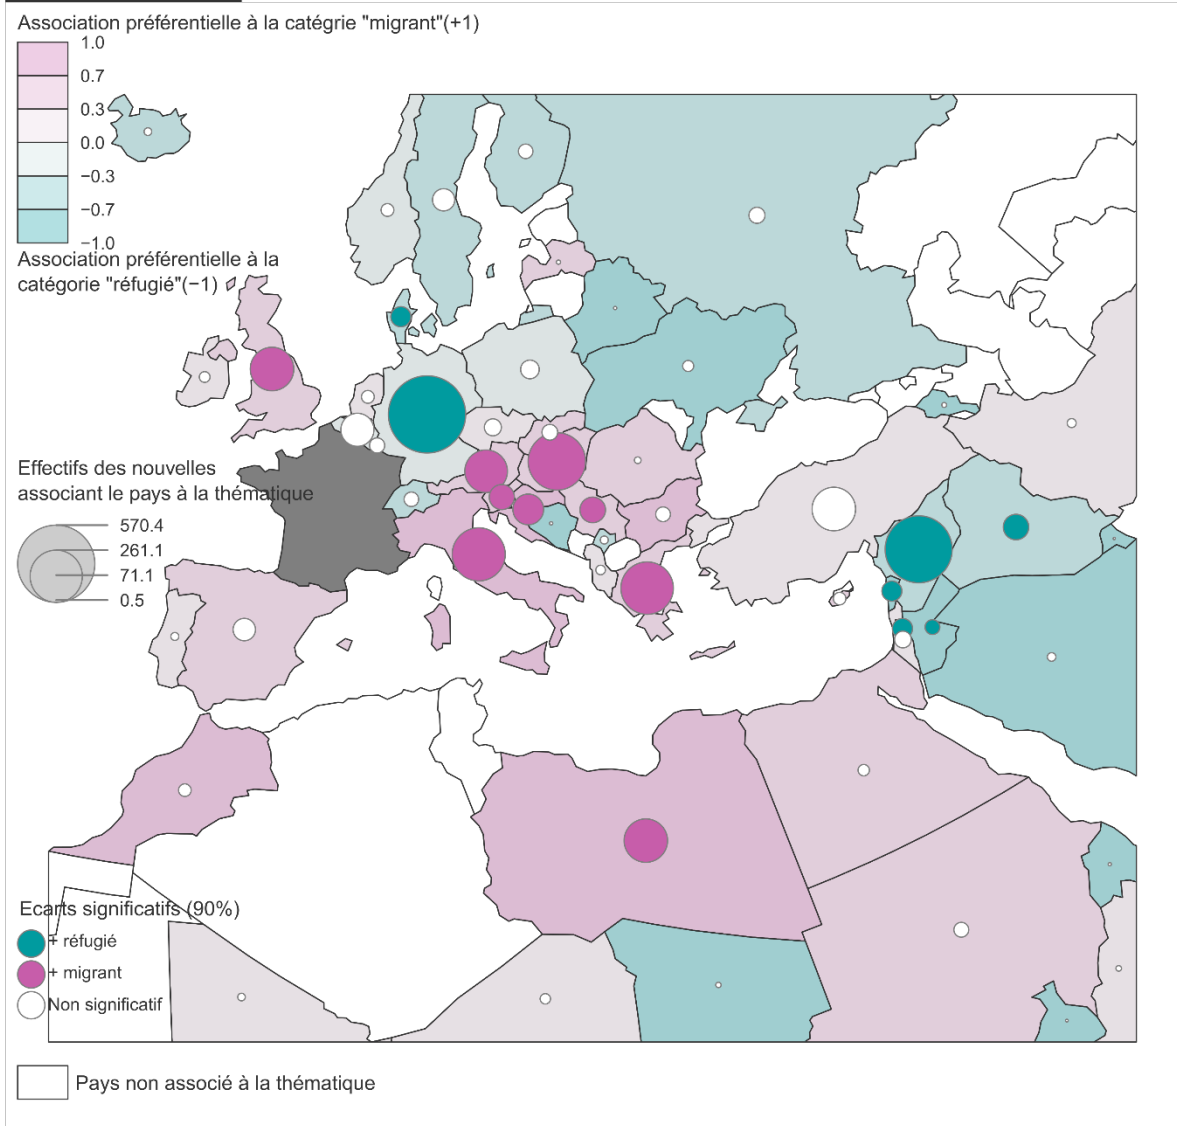 Association préférentielle à la catégrie "migrant"(+1)
1.0
0.7
0.3
0.0
−0.3
−0.7
−1.0
Association préférentielle à la
catégorie "réfugié"(−1)
Effectifs des nouvelles
associant le pays à la thématique
570.4
261.1
71.1
0.5
Ecarts significatifs (90%)
+ réfugié
+ migrant
Non significatif
Pays non associé à la thématique